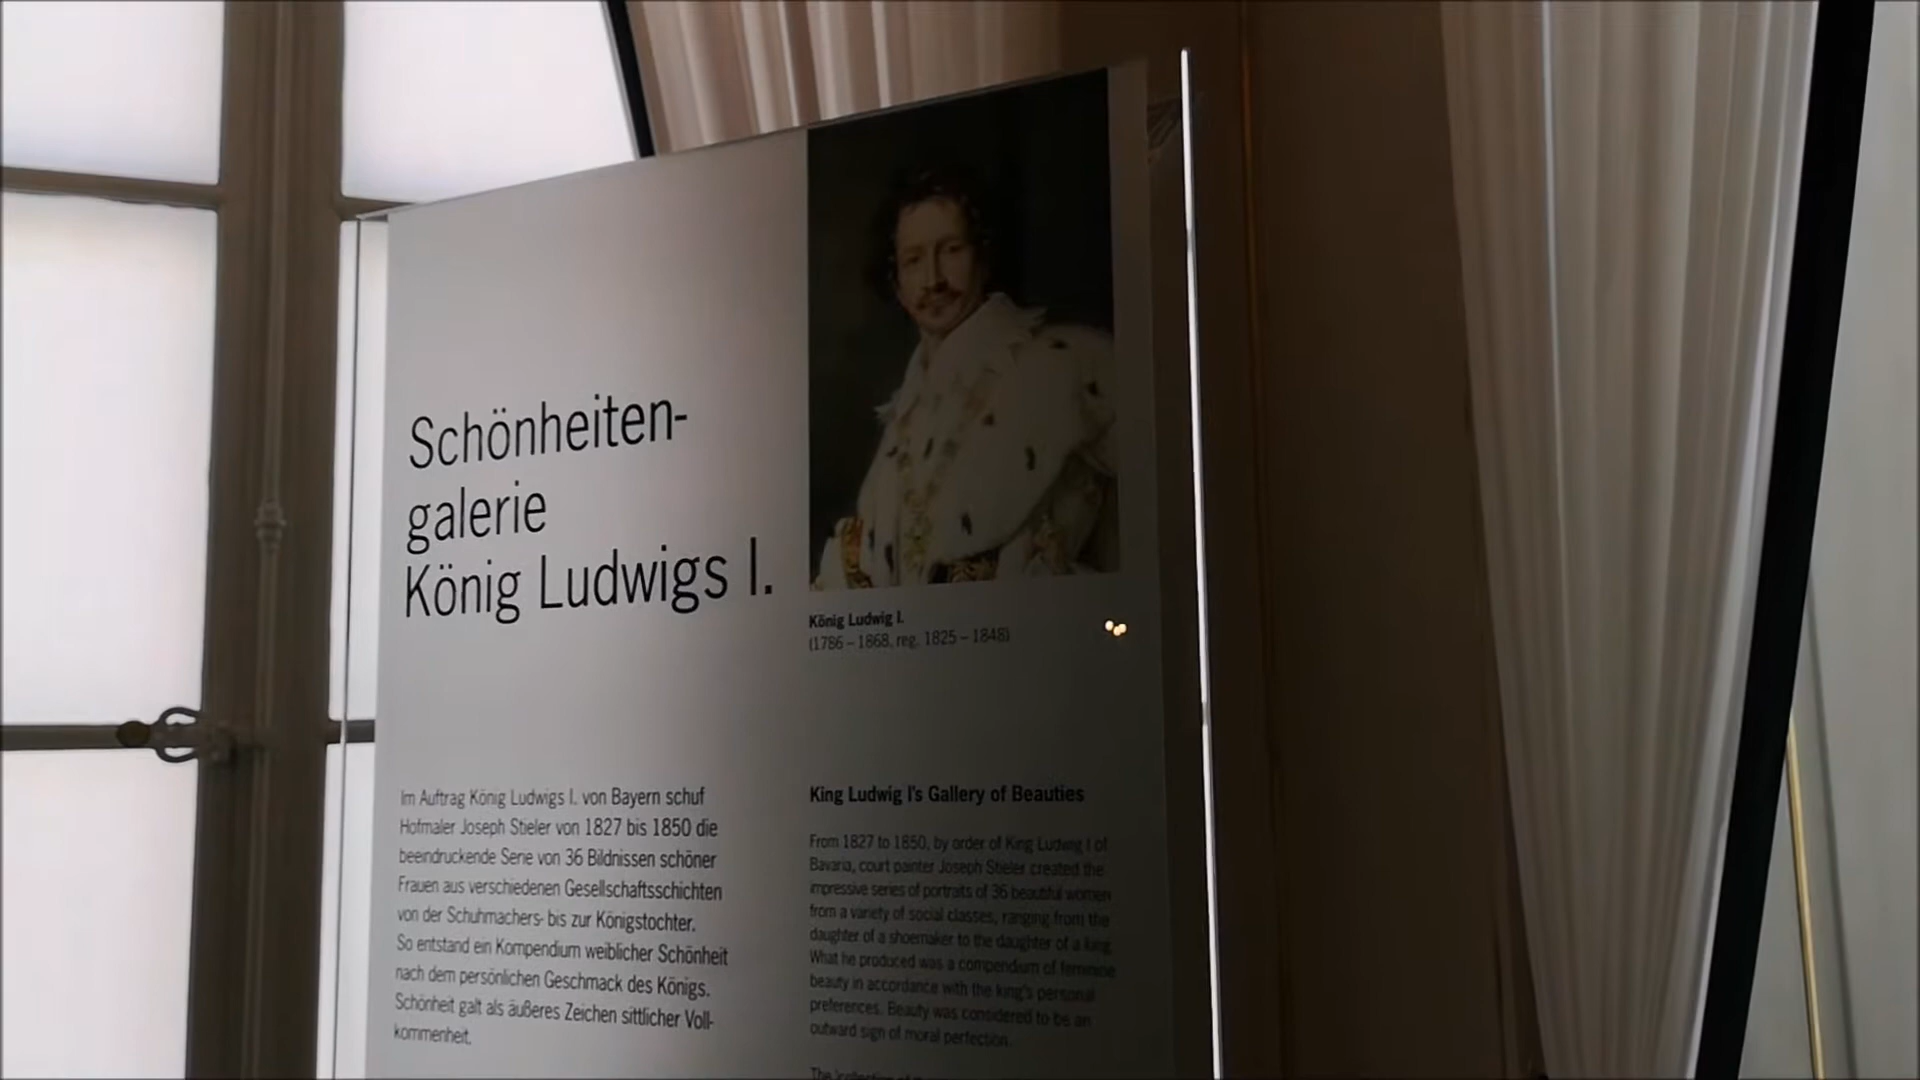 Schönheiten-
galerie
König Ludwigs I.
König Ludwig I.
(1786 – 1868, reg. 1825 – 1848)
Im Auftrag König Ludwigs I. von Bayern schuf
Hofmaler Joseph Stieler von 1827 bis 1850 die
beeindruckende Serie von 36 Bildnissen schöner
Frauen aus verschiedenen Gesellschaftsschichten
von der Schuhmachers- bis zur Königstochter.
So entstand ein Kompendium weiblicher Schönheit
nach dem persönlichen Geschmack des Königs.
Schönheit galt als äußeres Zeichen sittlicher Voll-
kommenheit.
King Ludwig I's Gallery of Beauties
From 1827 to 1850, by order of King Ludwig I of
Bavaria, court painter Joseph Stieler created the
impressive series of portraits of 36 beautiful women
from a variety of social classes, ranging from the
daughter of a shoemaker to the daughter of a king.
What he produced was a compendium of feminine
beauty in accordance with the king's personal
preferences. Beauty was considered to be an
outward sign of moral perfection.
The